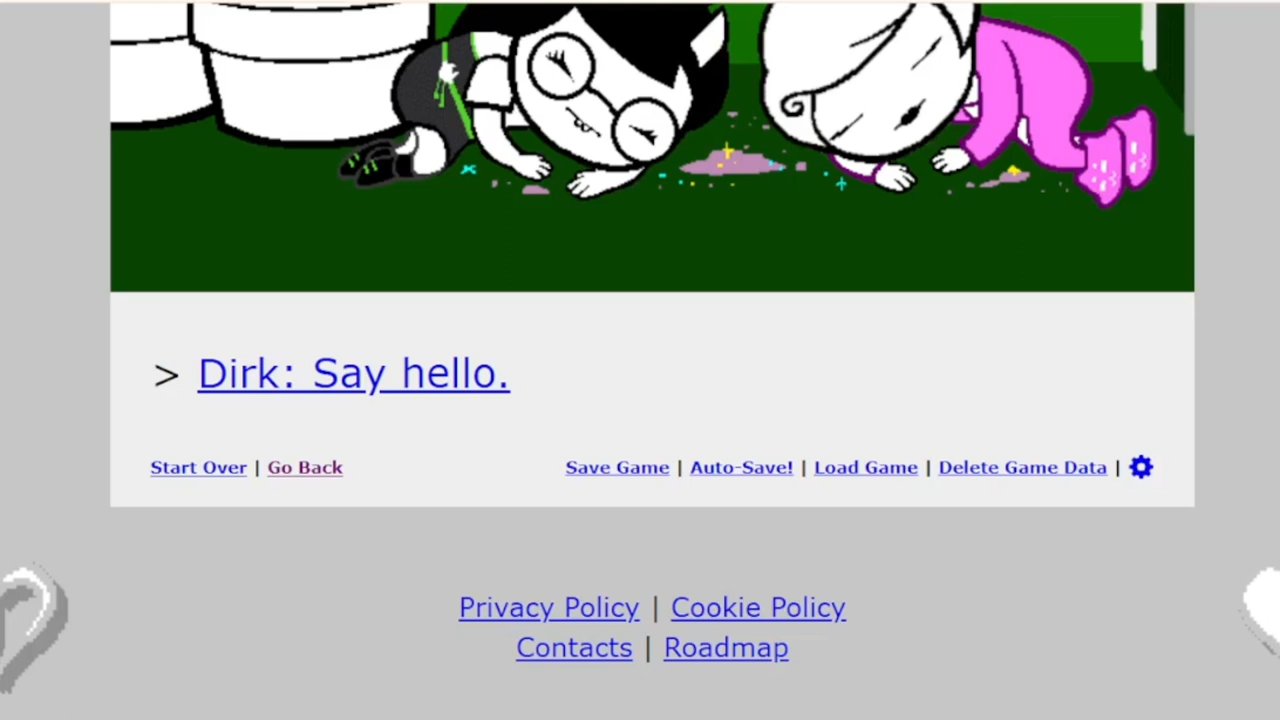 > Dirk: Say hello.
Start Over | Go Back
Save Game | Auto-Save! | Load Game | Delete Game Data |
Privacy Policy | Cookie Policy
Contacts | Roadmap